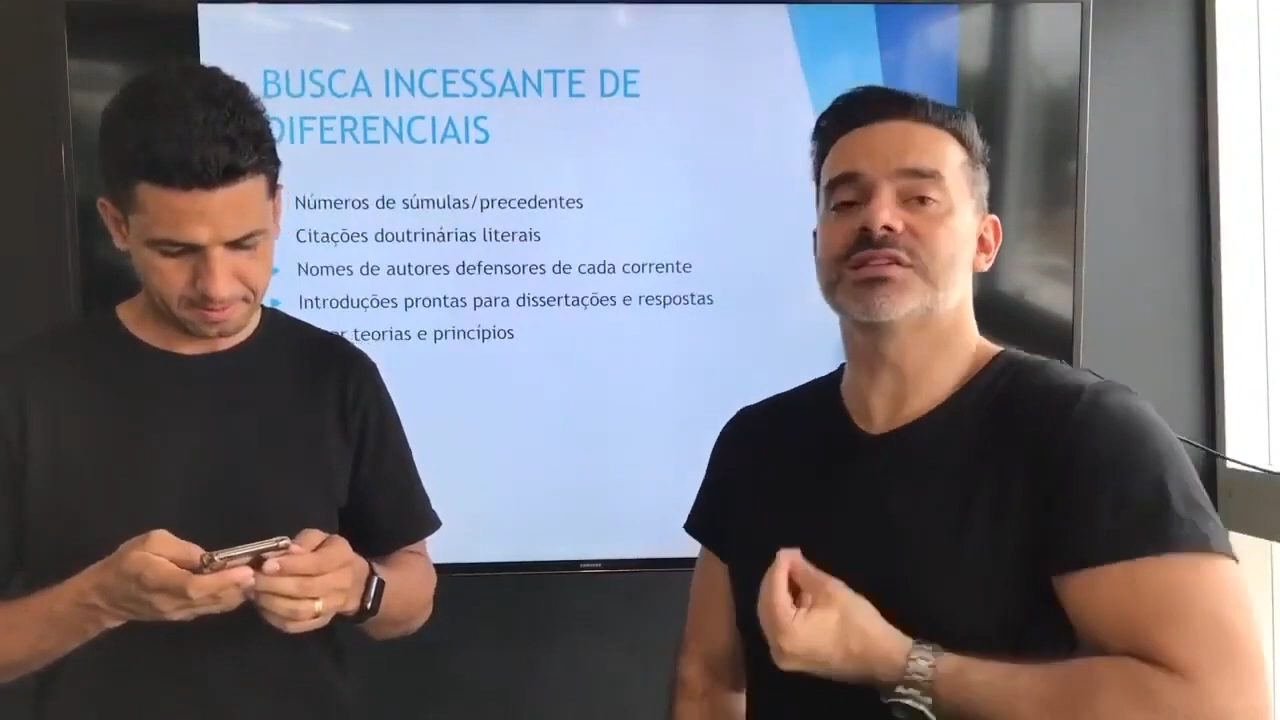 BUSCA INCESSANTE DE
DIFERENCIAIS
Números de súmulas/precedentes
Citações doutrinárias literais
Nomes de autores defensores de cada corrente
Introduções prontas para dissertações e respostas
teorias e princípios
SAMSUNG